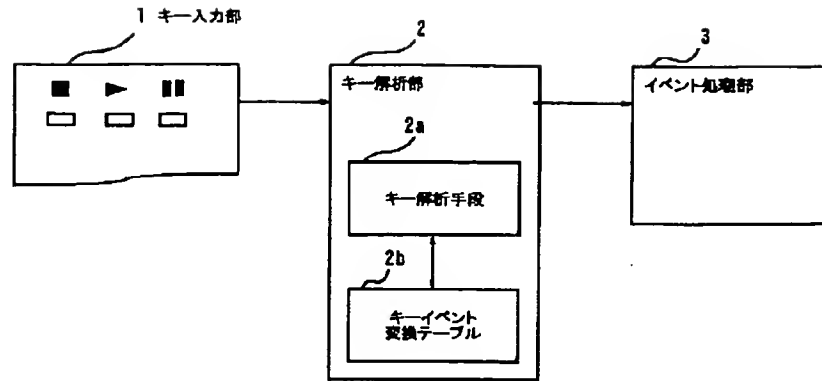 1 キー入力部
2
キー解析部
2a
キー解析手段
2b
キーイベント
変換テーブル
3
イベント処理部